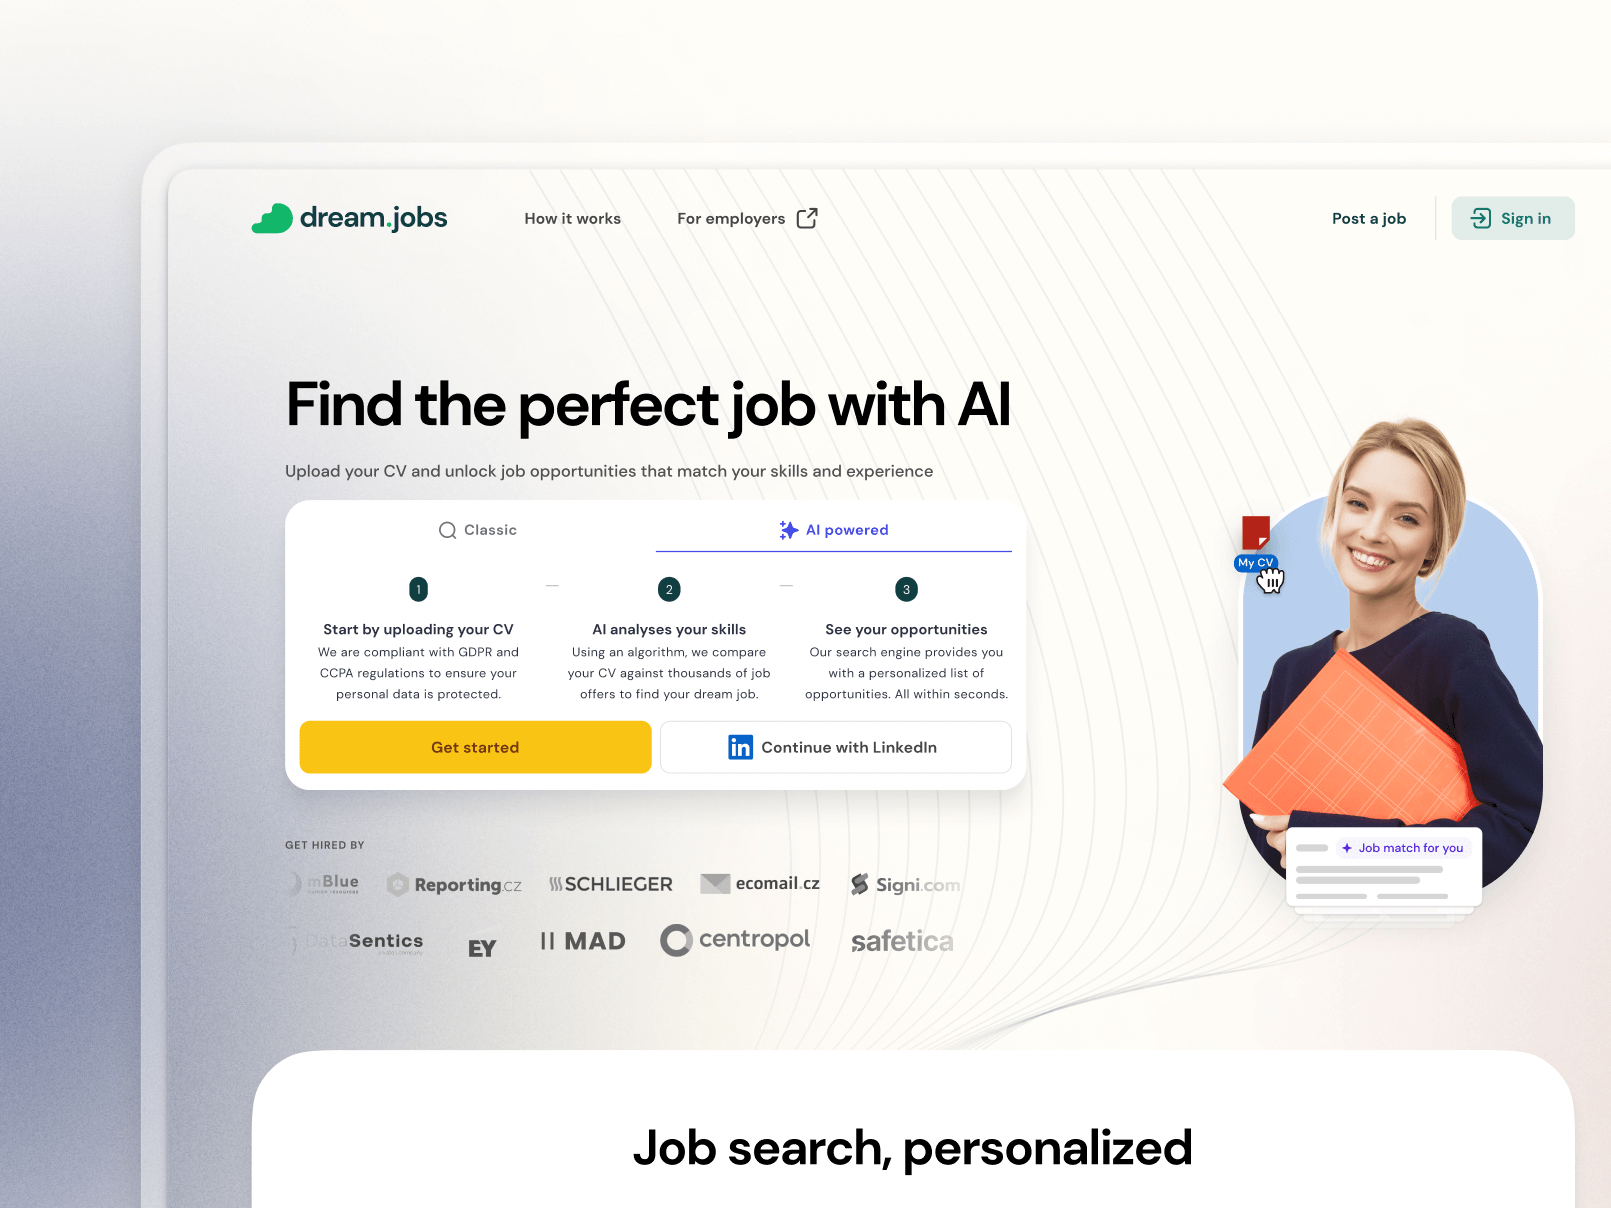 dream.jobs
How it works
For employers
Post a job
Sign in
Find the perfect job with AI
Upload your CV and unlock job opportunities that match your skills and experience
Classic
AI powered
1
2
3
Start by uploading your CV
We are compliant with GDPR and
CCPA regulations to ensure your
personal data is protected.
AI analyses your skills
Using an algorithm, we compare
your CV against thousands of job
offers to find your dream job.
See your opportunities
Our search engine provides you
with a personalized list of
opportunities. All within seconds.
Get started
in Continue with LinkedIn
My CV
Job match for you
GET HIRED BY
mBlue
Reporting.CZ
SCHLIEGER
ecomail.cz
Signi.com
DataSentics
EY
MAD
centropol
safetica
Job search, personalized